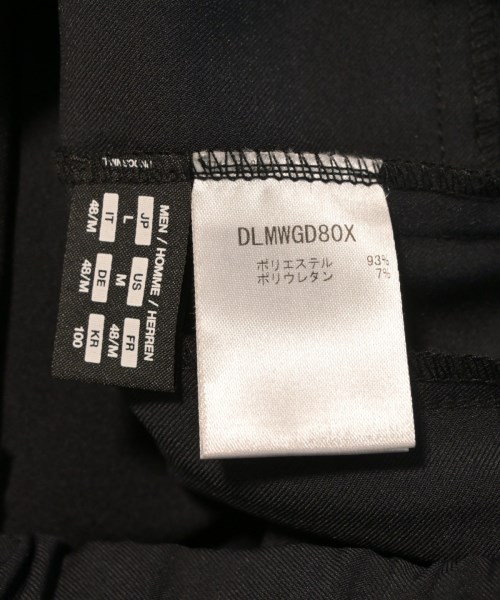 MEN / HOMME / HERREN
JP L
US M
FR 48/M
IT 48/M
DE 48/M
KR 100
DLMWGD80X
ポリエステル 93%
ポリウレタン 7%